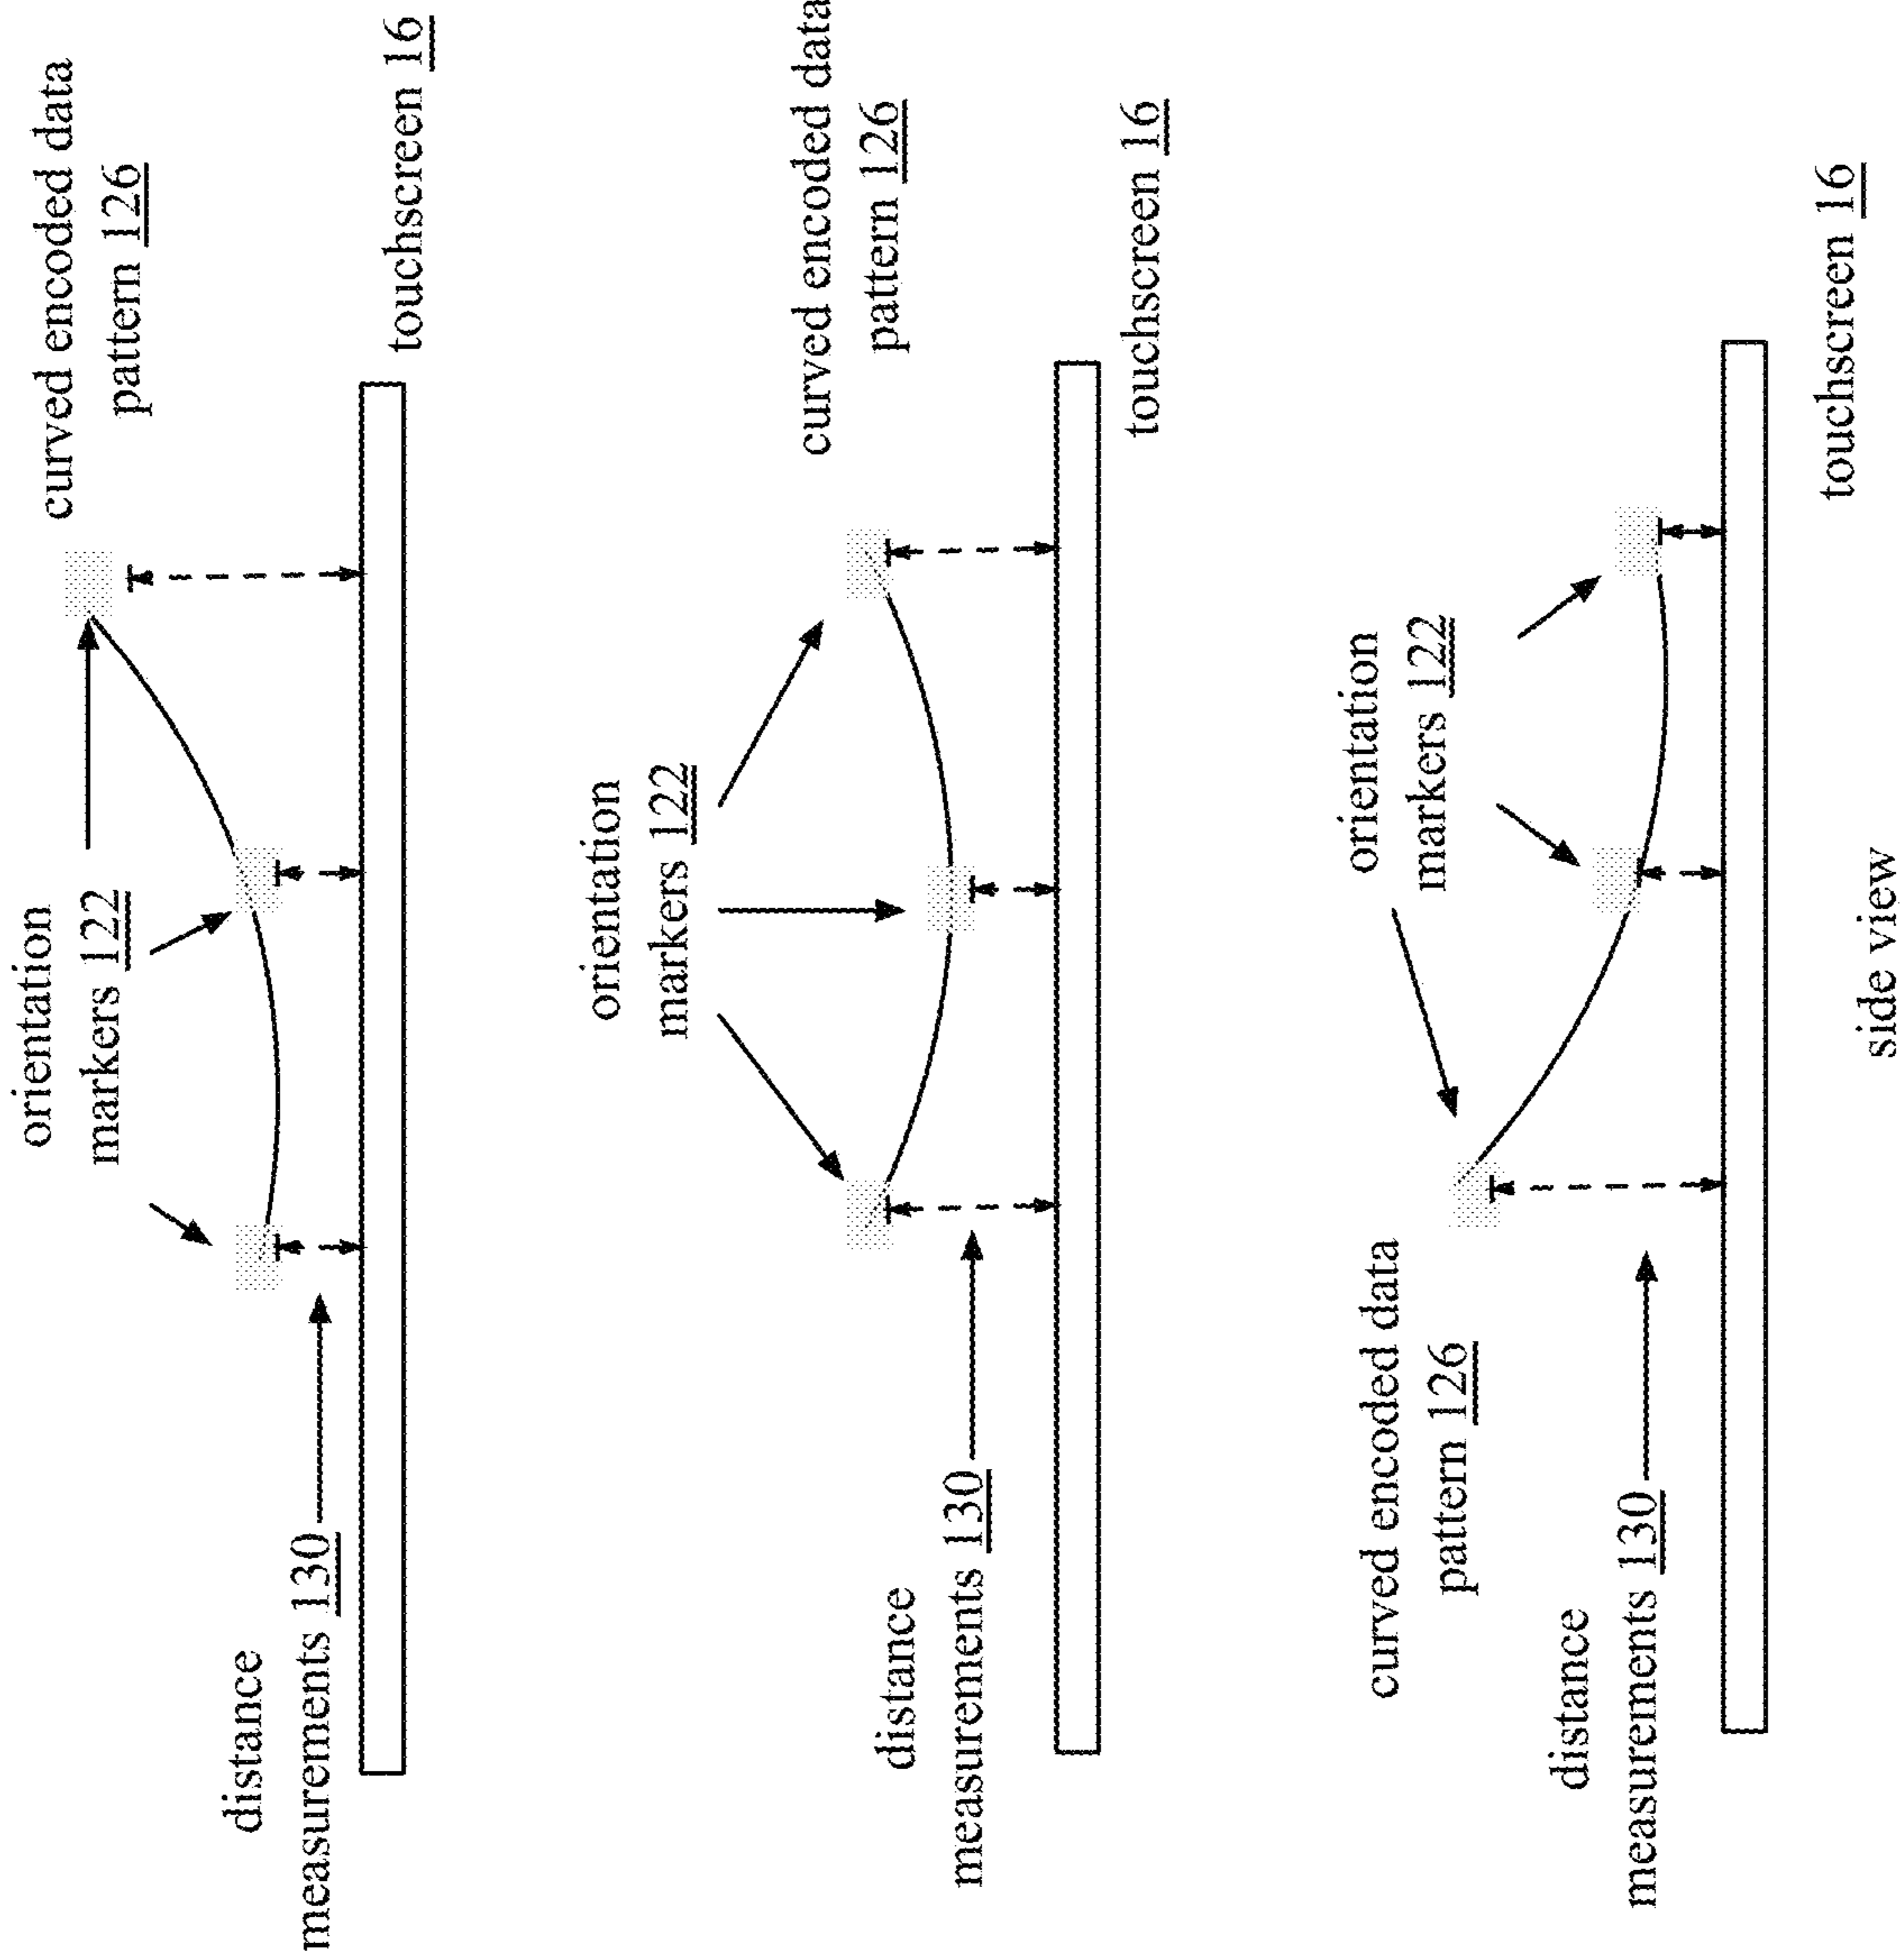 orientation
markers 122
curved encoded data
pattern 126
distance
measurements 130
touchscreen 16
orientation
markers 122
curved encoded data
pattern 126
distance
measurements 130
touchscreen 16
orientation
markers 122
curved encoded data
pattern 126
distance
measurements 130
touchscreen 16
side view